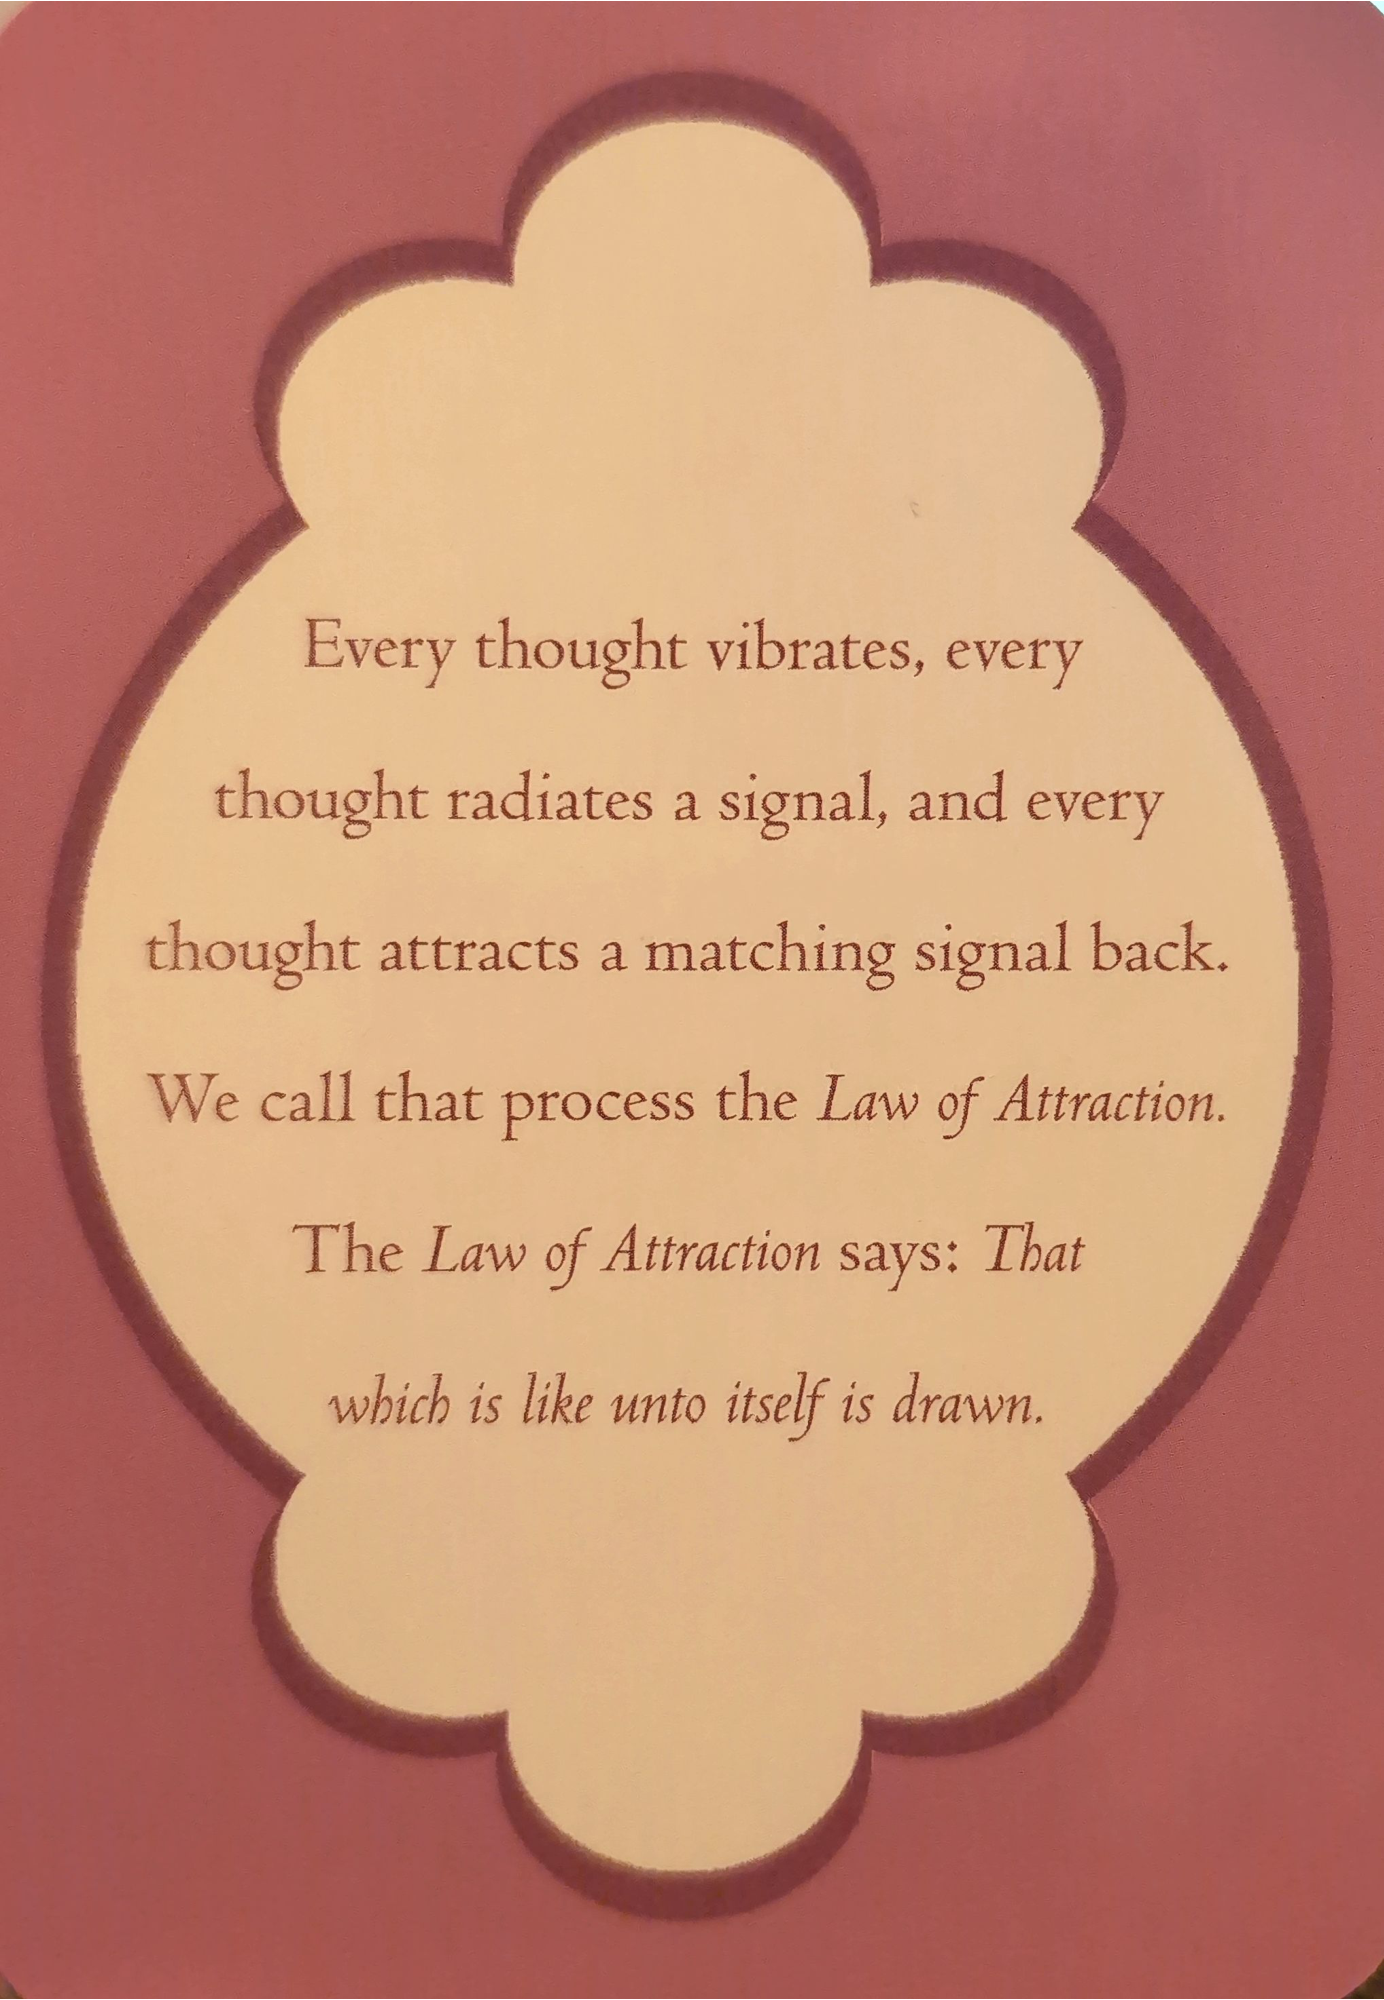 Every thought vibrates, every
thought radiates a signal, and every
thought attracts a matching signal back.
We call that process the Law of Attraction.
The Law of Attraction says: That
which is like unto itself is drawn.